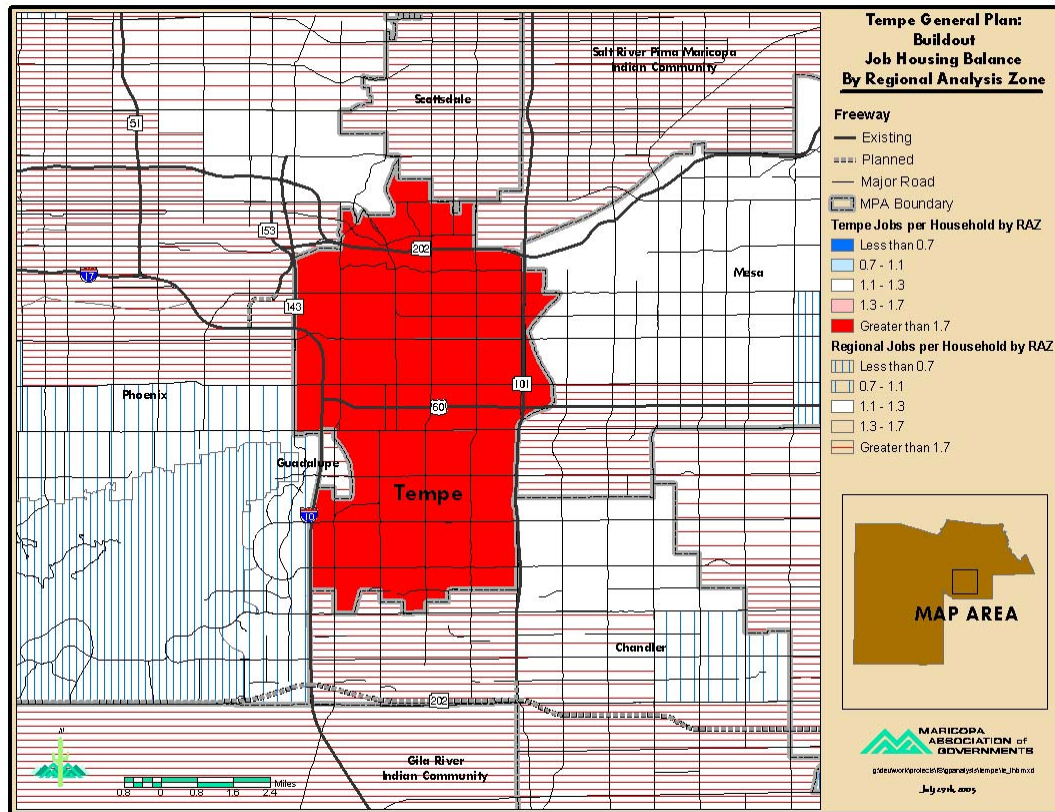 Tempe General Plan:
Buildout
Job Housing Balance
By Regional Analysis Zone
Freeway
Existing
Planned
Major Road
MPA Boundary
Tempe Jobs per Household by RAZ
Less than 0.7
0.7 - 1.1
1.1 - 1.3
1.3 - 1.7
Greater than 1.7
Regional Jobs per Household by RAZ
Less than 0.7
0.7 - 1.1
1.1 - 1.3
1.3 - 1.7
Greater than 1.7
MAP AREA
MARICOPA
ASSOCIATION of
GOVERNMENTS
July 29th, 2003
Salt River Pima Maricopa
Indian Community
Scottsdale
51
153
202
17
Mesa
143
101
Phoenix
60
Guadalupe
Tempe
10
Chandler
202
Gila River
Indian Community
N
Miles
0.8 0 0.8 1.6 2.4